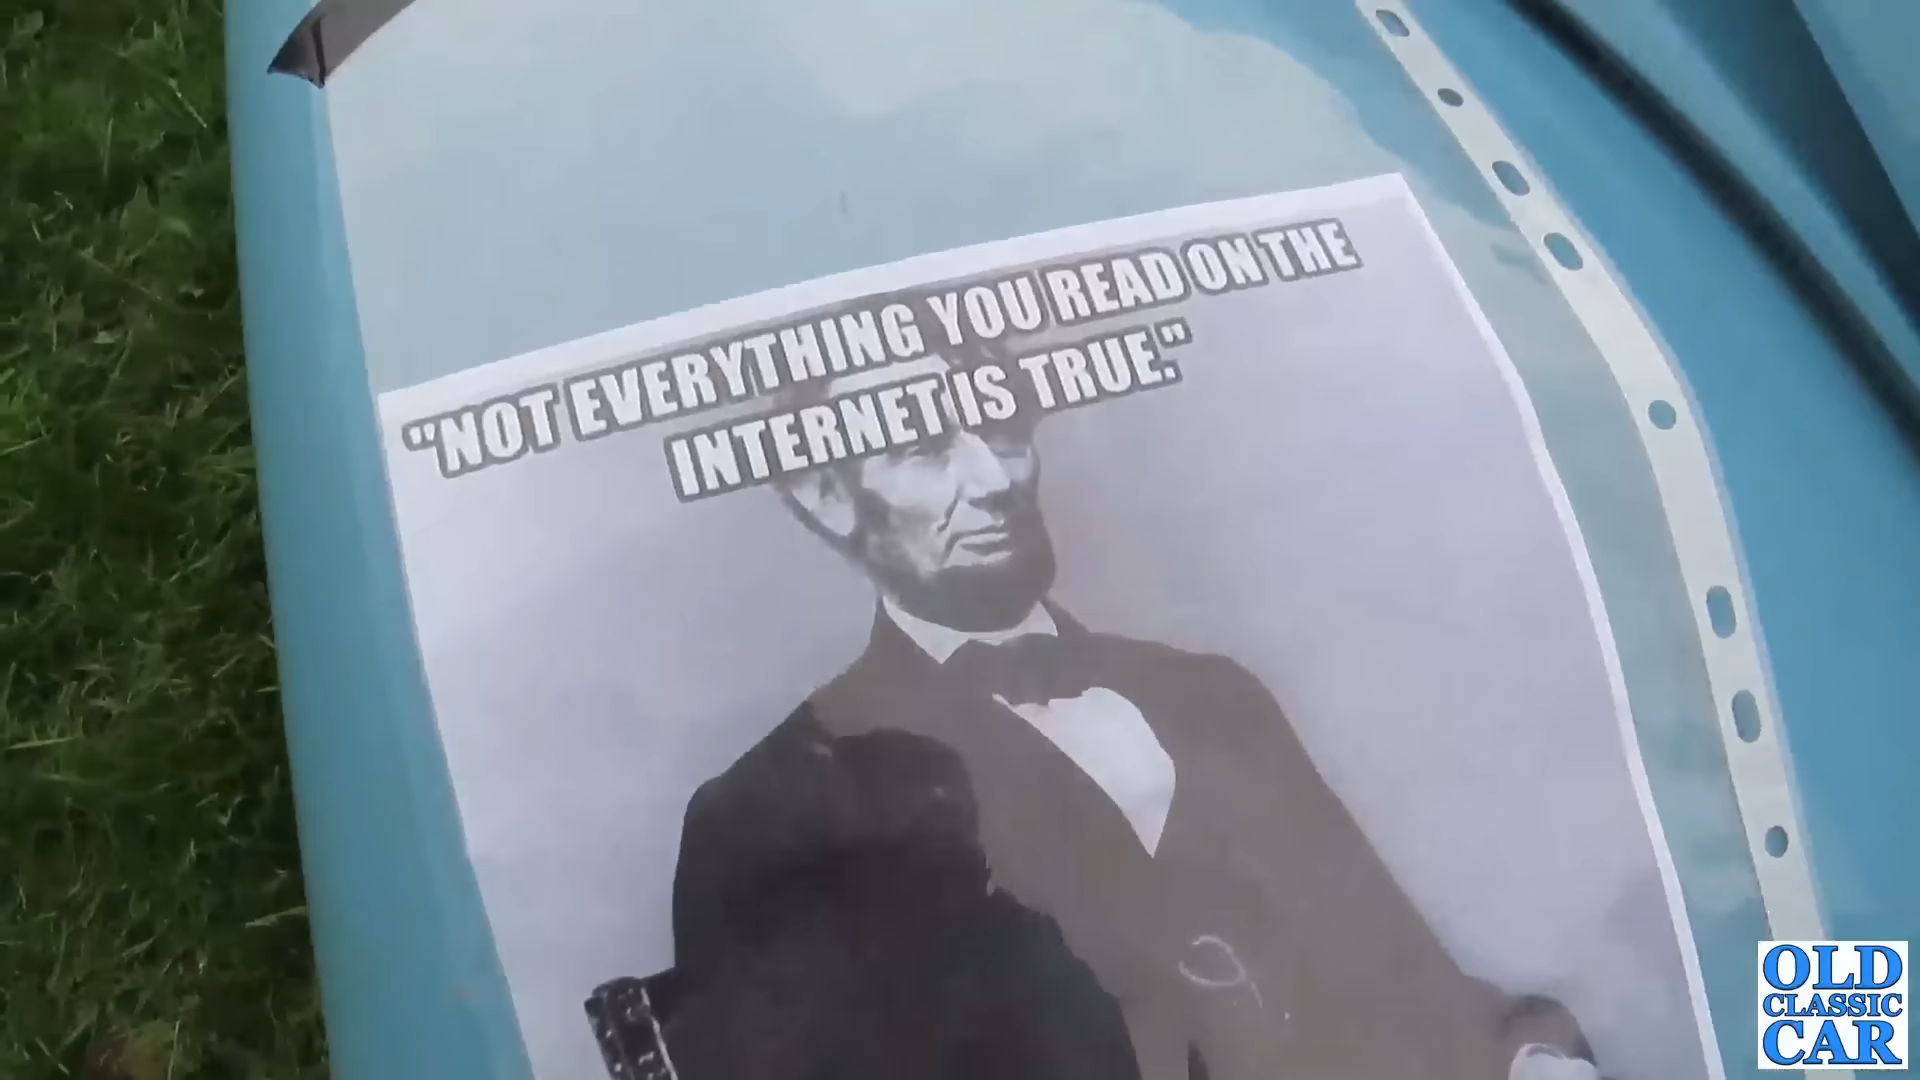 "NOT EVERYTHING YOU READ ON THE
INTERNET IS TRUE."
OLD
CLASSIC
CAR